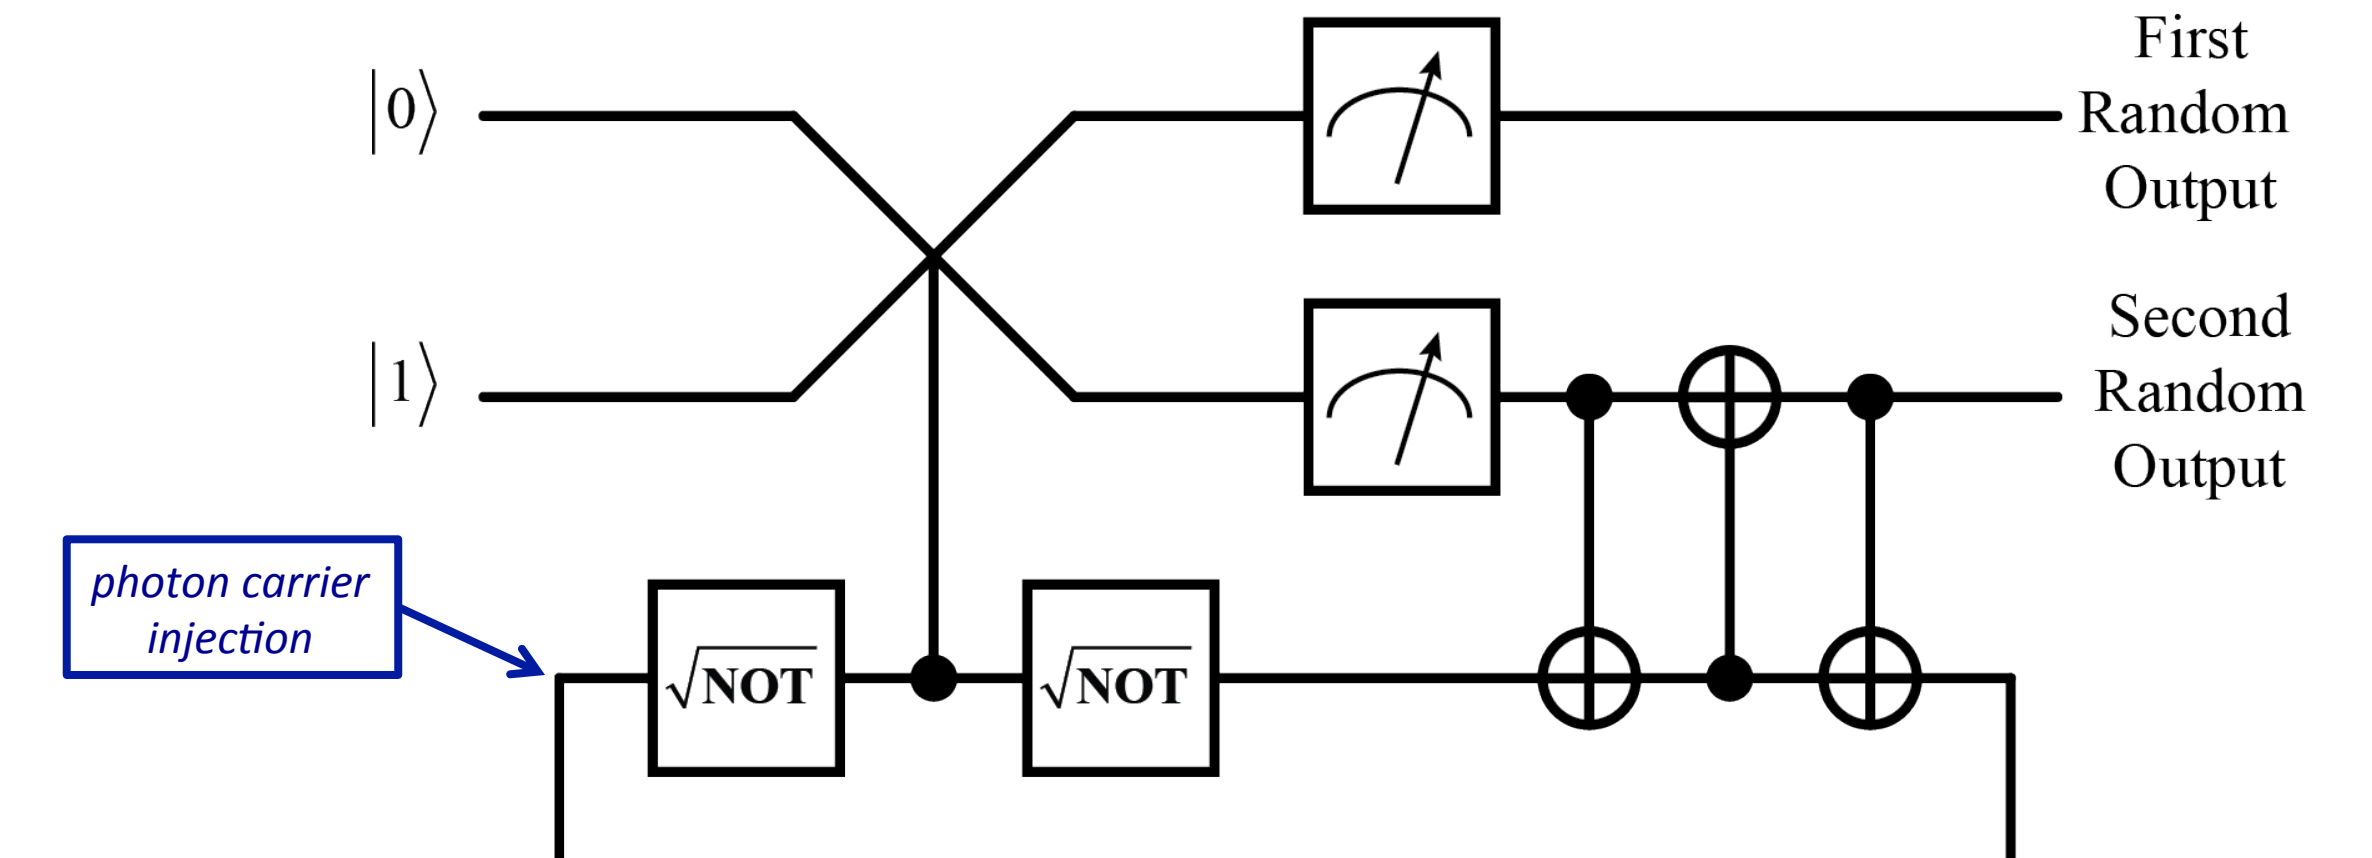 |0⟩
First
Random
Output
|1⟩
Second
Random
Output
photon carrier
injection
√NOT
√NOT